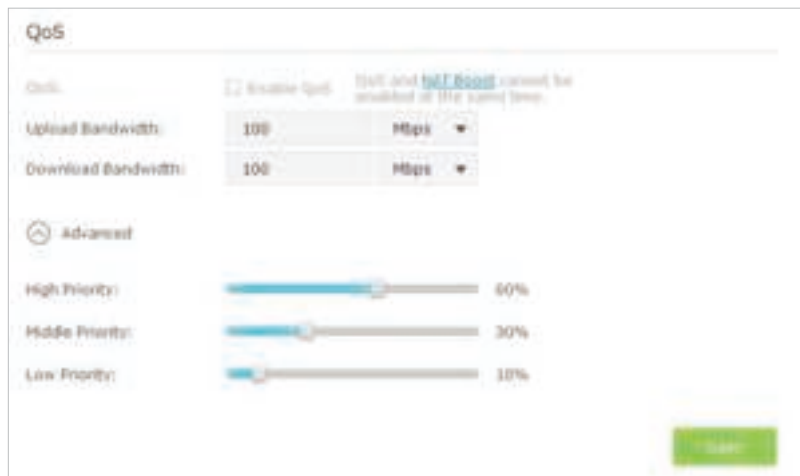 QoS
QoS: Enable QoS QoS and NAT Boost cannot be
enabled at the same time.
Upload Bandwidth: 100 Mbps
Download Bandwidth: 100 Mbps
Advanced
High Priority: 60%
Middle Priority: 30%
Low Priority: 10%
Save